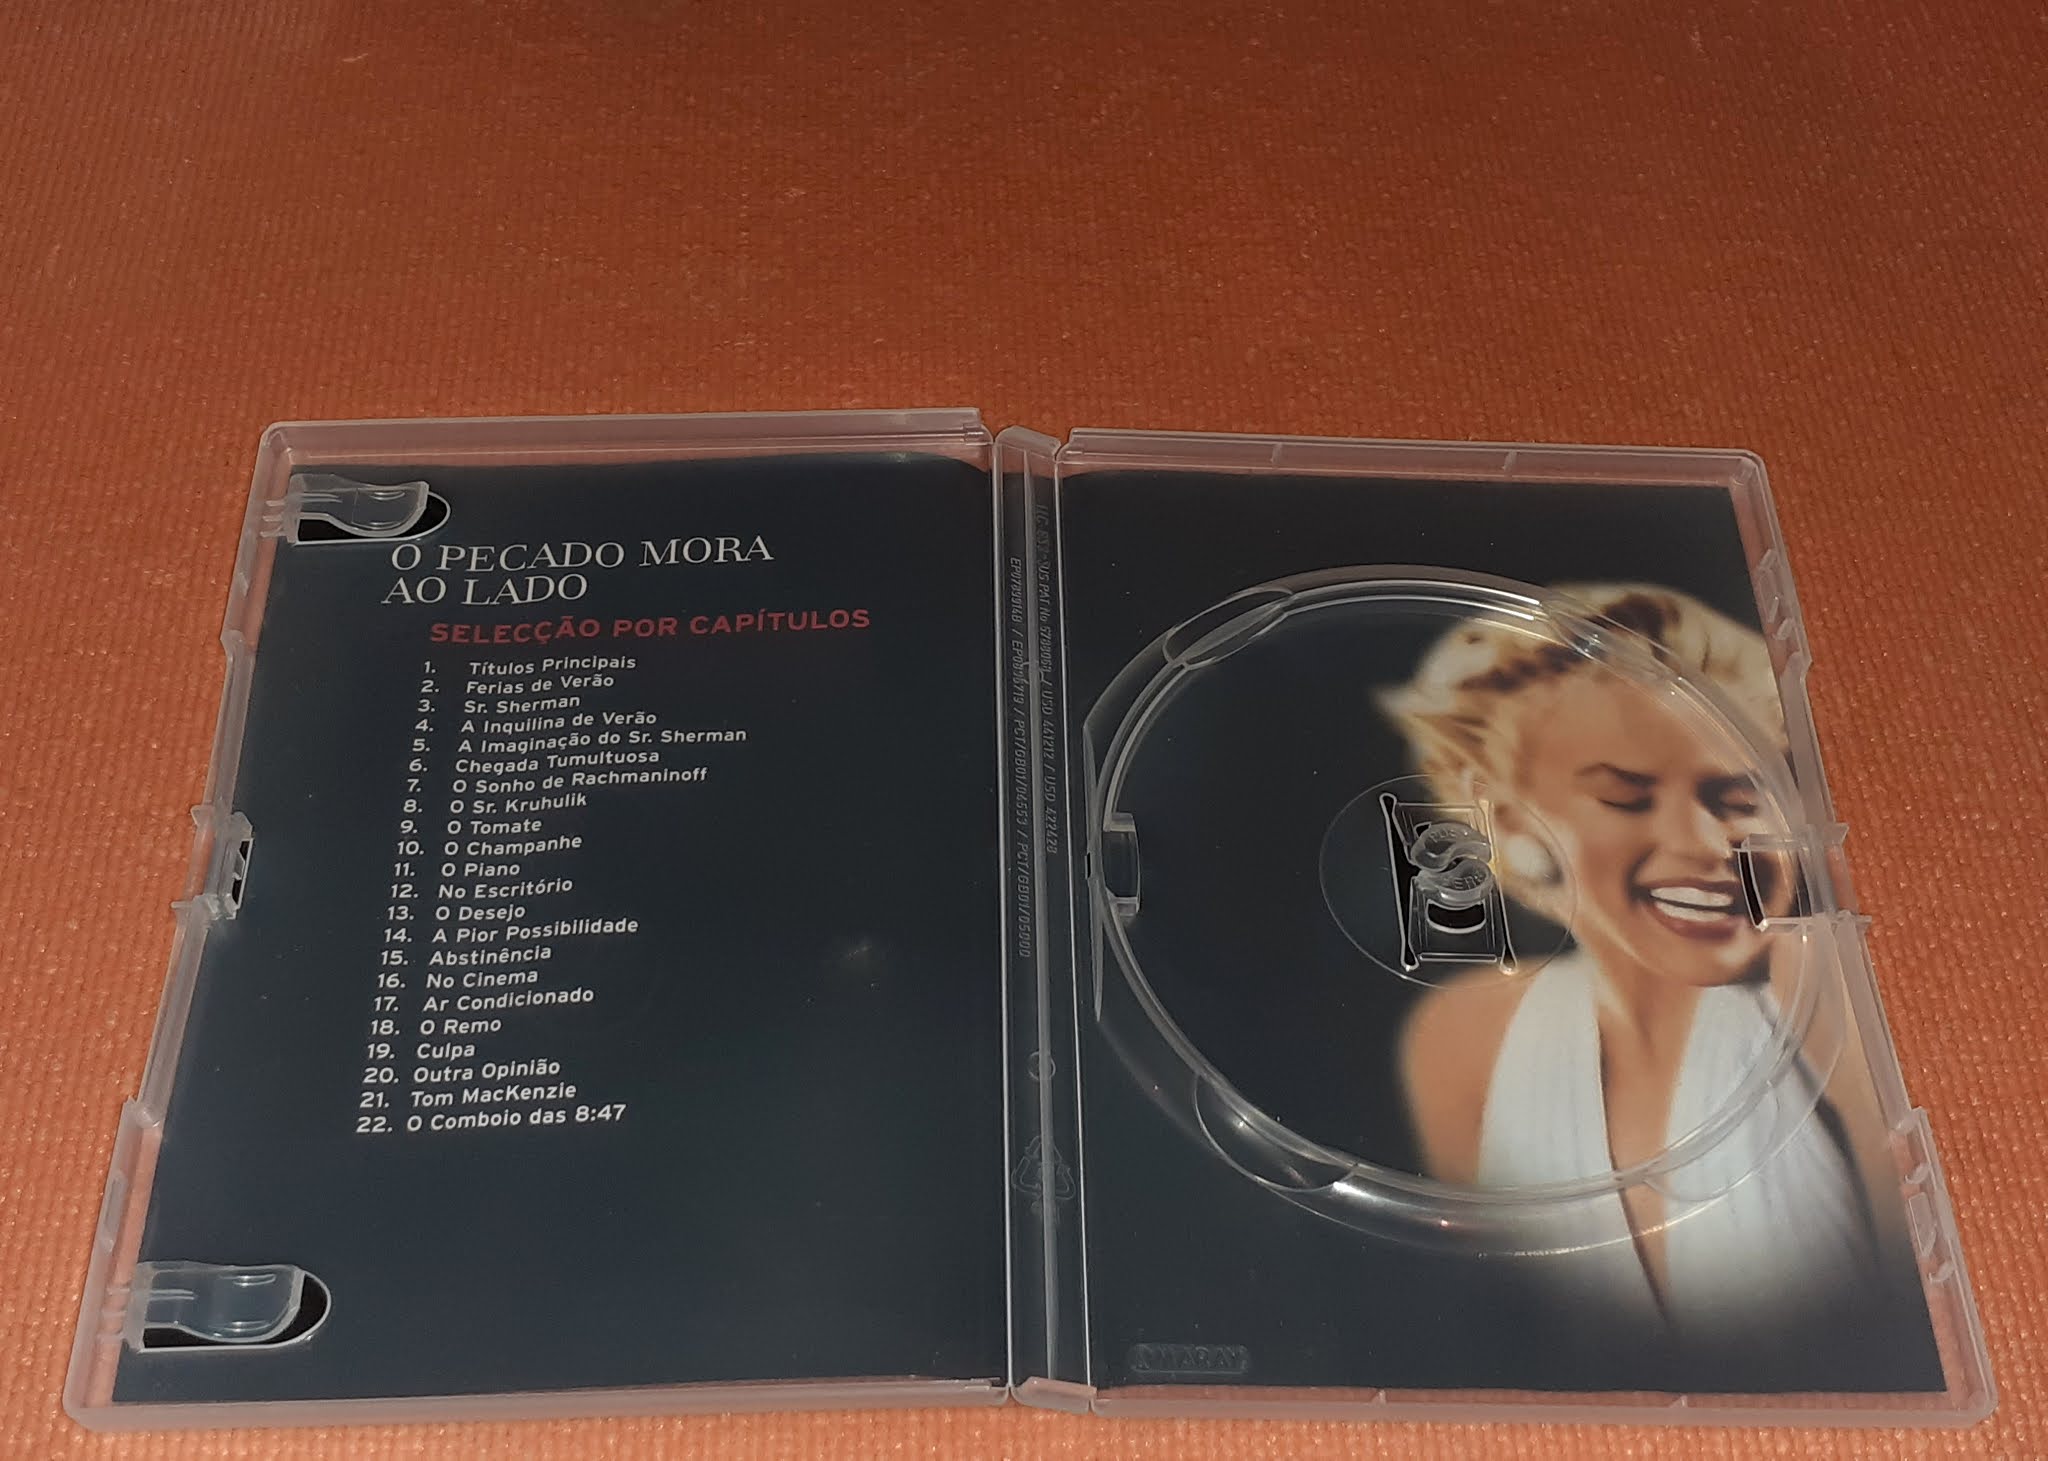 O PECADO MORA
AO LADO
SELECÇÃO POR CAPÍTULOS
1. Títulos Principais
2. Ferias de Verão
3. Sr. Sherman
4. A Inquilina de Verão
5. A Imaginação do Sr. Sherman
6. Chegada Tumultuosa
7. O Sonho de Rachmaninoff
8. O Sr. Kruhulik
9. O Tomate
10. O Champanhe
11. O Piano
12. No Escritório
13. O Desejo
14. A Pior Possibilidade
15. Abstinência
16. No Cinema
17. Ar Condicionado
18. O Remo
19. Culpa
20. Outra Opinião
21. Tom MacKenzie
22. O Comboio das 8:47
AMARAY